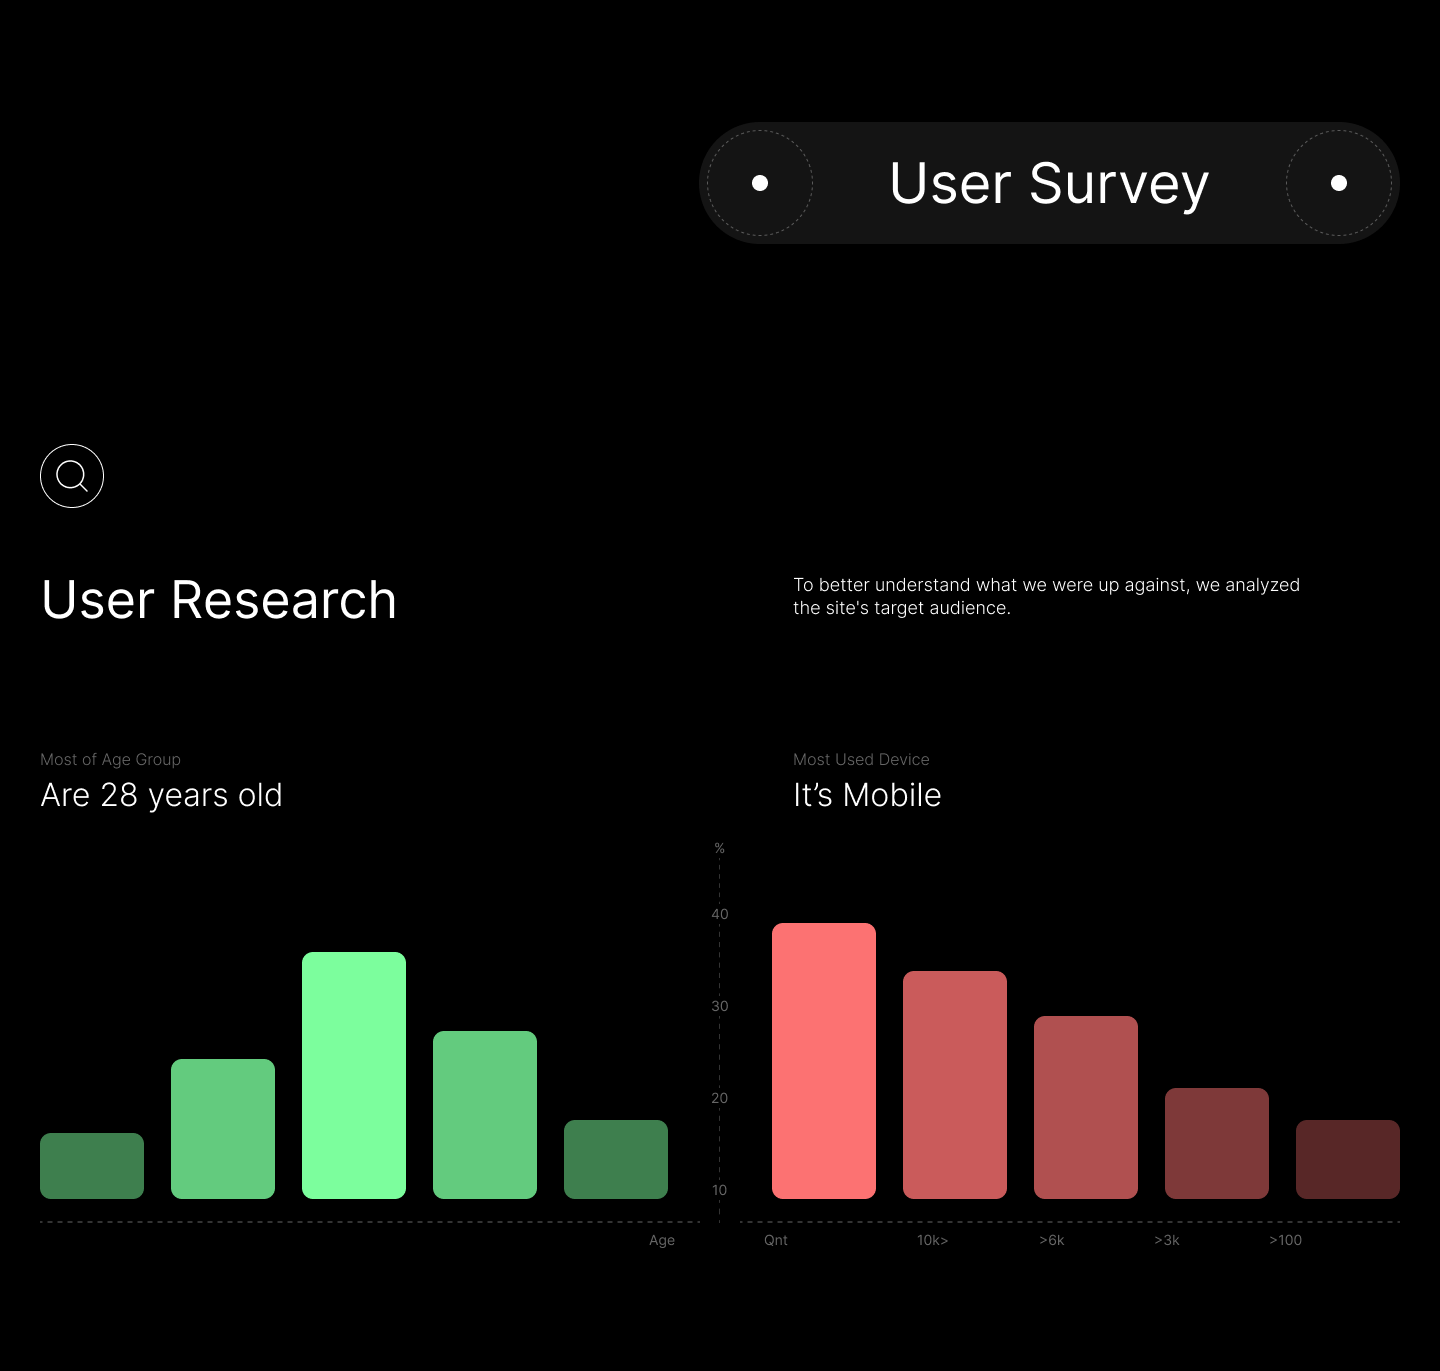 User Survey
User Research
To better understand what we were up against, we analyzed
the site's target audience.
Most of Age Group
Are 28 years old
Most Used Device
It’s Mobile
%
40
30
20
10
Age
Qnt
10k>
>6k
>3k
>100